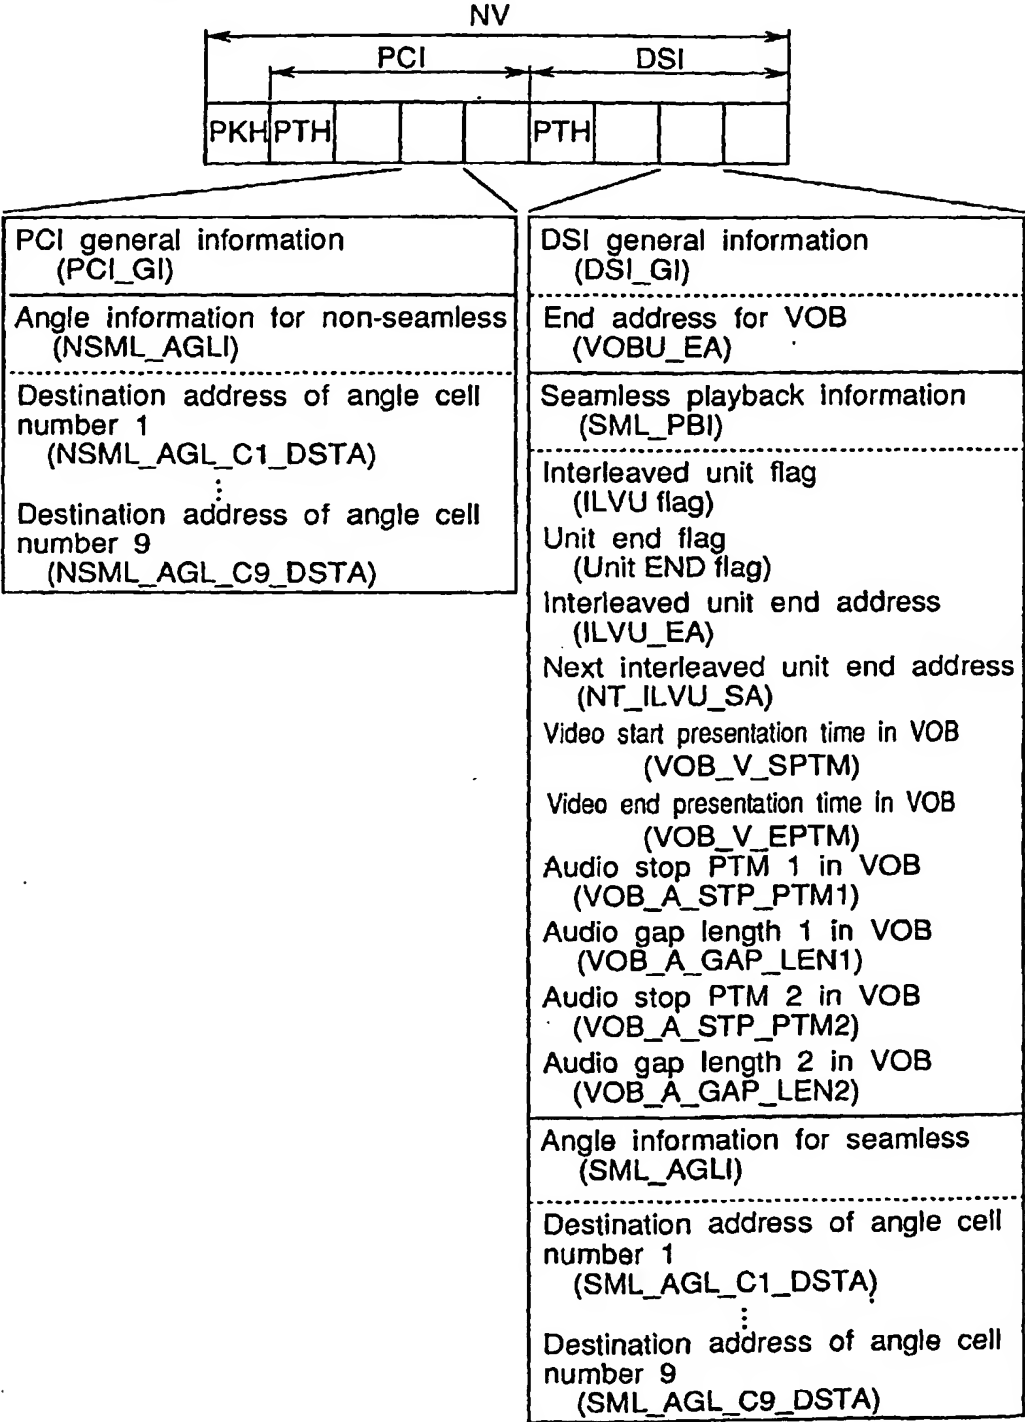 NV
PCI
DSI
PKH
PTH
PTH
PCI general information
(PCI_GI)
Angle information for non-seamless
(NSML_AGLI)
Destination address of angle cell
number 1
(NSML_AGL_C1_DSTA)
⋮
Destination address of angle cell
number 9
(NSML_AGL_C9_DSTA)
DSI general information
(DSI_GI)
End address for VOB
(VOBU_EA)
Seamless playback information
(SML_PBI)
Interleaved unit flag
(ILVU flag)
Unit end flag
(Unit END flag)
Interleaved unit end address
(ILVU_EA)
Next interleaved unit end address
(NT_ILVU_SA)
Video start presentation time in VOB
(VOB_V_SPTM)
Video end presentation time in VOB
(VOB_V_EPTM)
Audio stop PTM 1 in VOB
(VOB_A_STP_PTM1)
Audio gap length 1 in VOB
(VOB_A_GAP_LEN1)
Audio stop PTM 2 in VOB
(VOB_A_STP_PTM2)
Audio gap length 2 in VOB
(VOB_A_GAP_LEN2)
Angle information for seamless
(SML_AGLI)
Destination address of angle cell
number 1
(SML_AGL_C1_DSTA)
⋮
Destination address of angle cell
number 9
(SML_AGL_C9_DSTA)